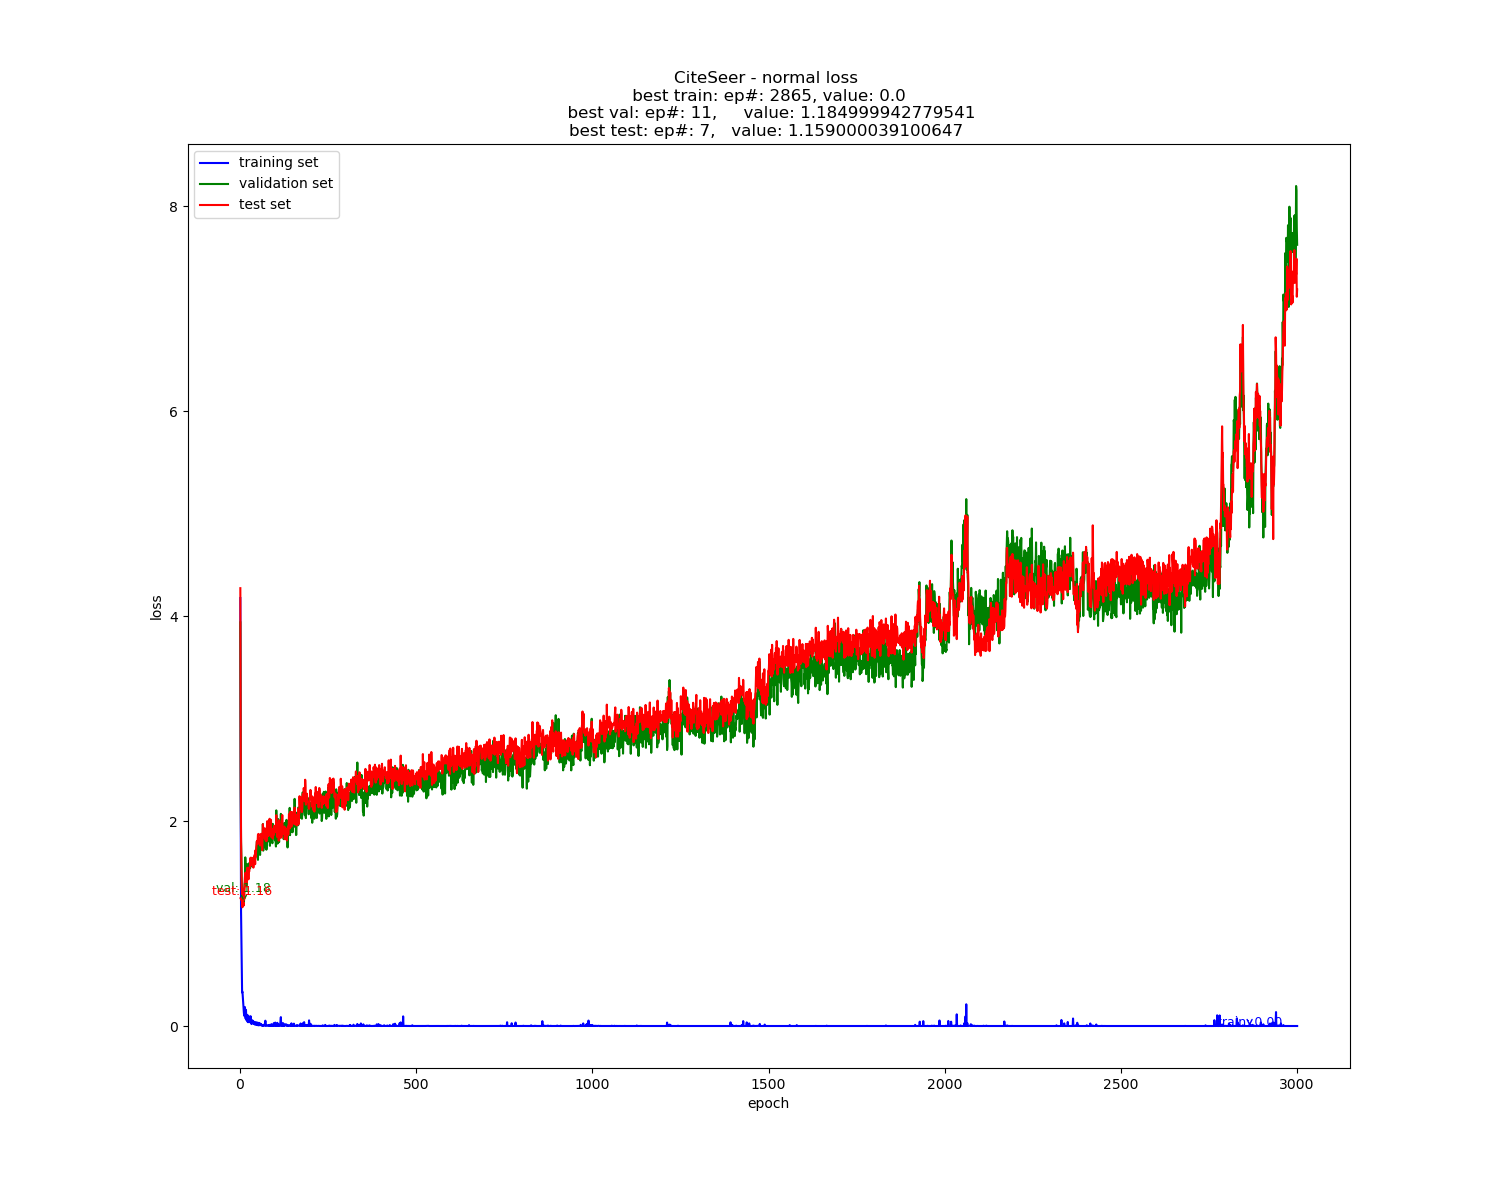 CiteSeer - normal loss
best train: ep#: 2865, value: 0.0
best val: ep#: 11, value: 1.184999942779541
best test: ep#: 7, value: 1.159000039100647
training set
validation set
test set
8
6
4
2
0
loss
test: 1.16
0
500
1000
1500
2000
2500
3000
epoch